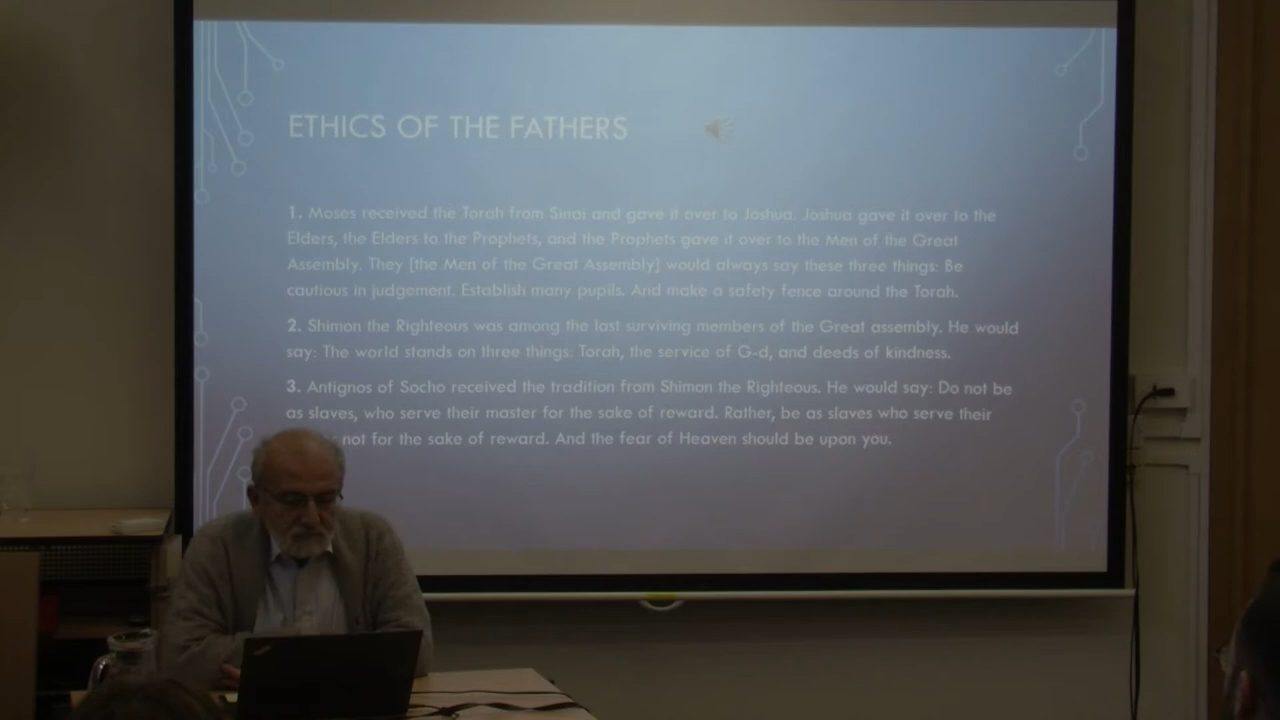 ETHICS OF THE FATHERS
1. Moses received the Torah from Sinai and gave it over to Joshua. Joshua gave it over to the
Elders, the Elders to the Prophets, and the Prophets gave it over to the Men of the Great
Assembly. They [the Men of the Great Assembly] would always say these three things: Be
cautious in judgement. Establish many pupils. And make a safety fence around the Torah.
2. Shimon the Righteous was among the last surviving members of the Great assembly. He would
say: The world stands on three things: Torah, the service of G-d, and deeds of kindness.
3. Antignos of Socho received the tradition from Shimon the Righteous. He would say: Do not be
as slaves, who serve their master for the sake of reward. Rather, be as slaves who serve their
not for the sake of reward. And the fear of Heaven should be upon you.